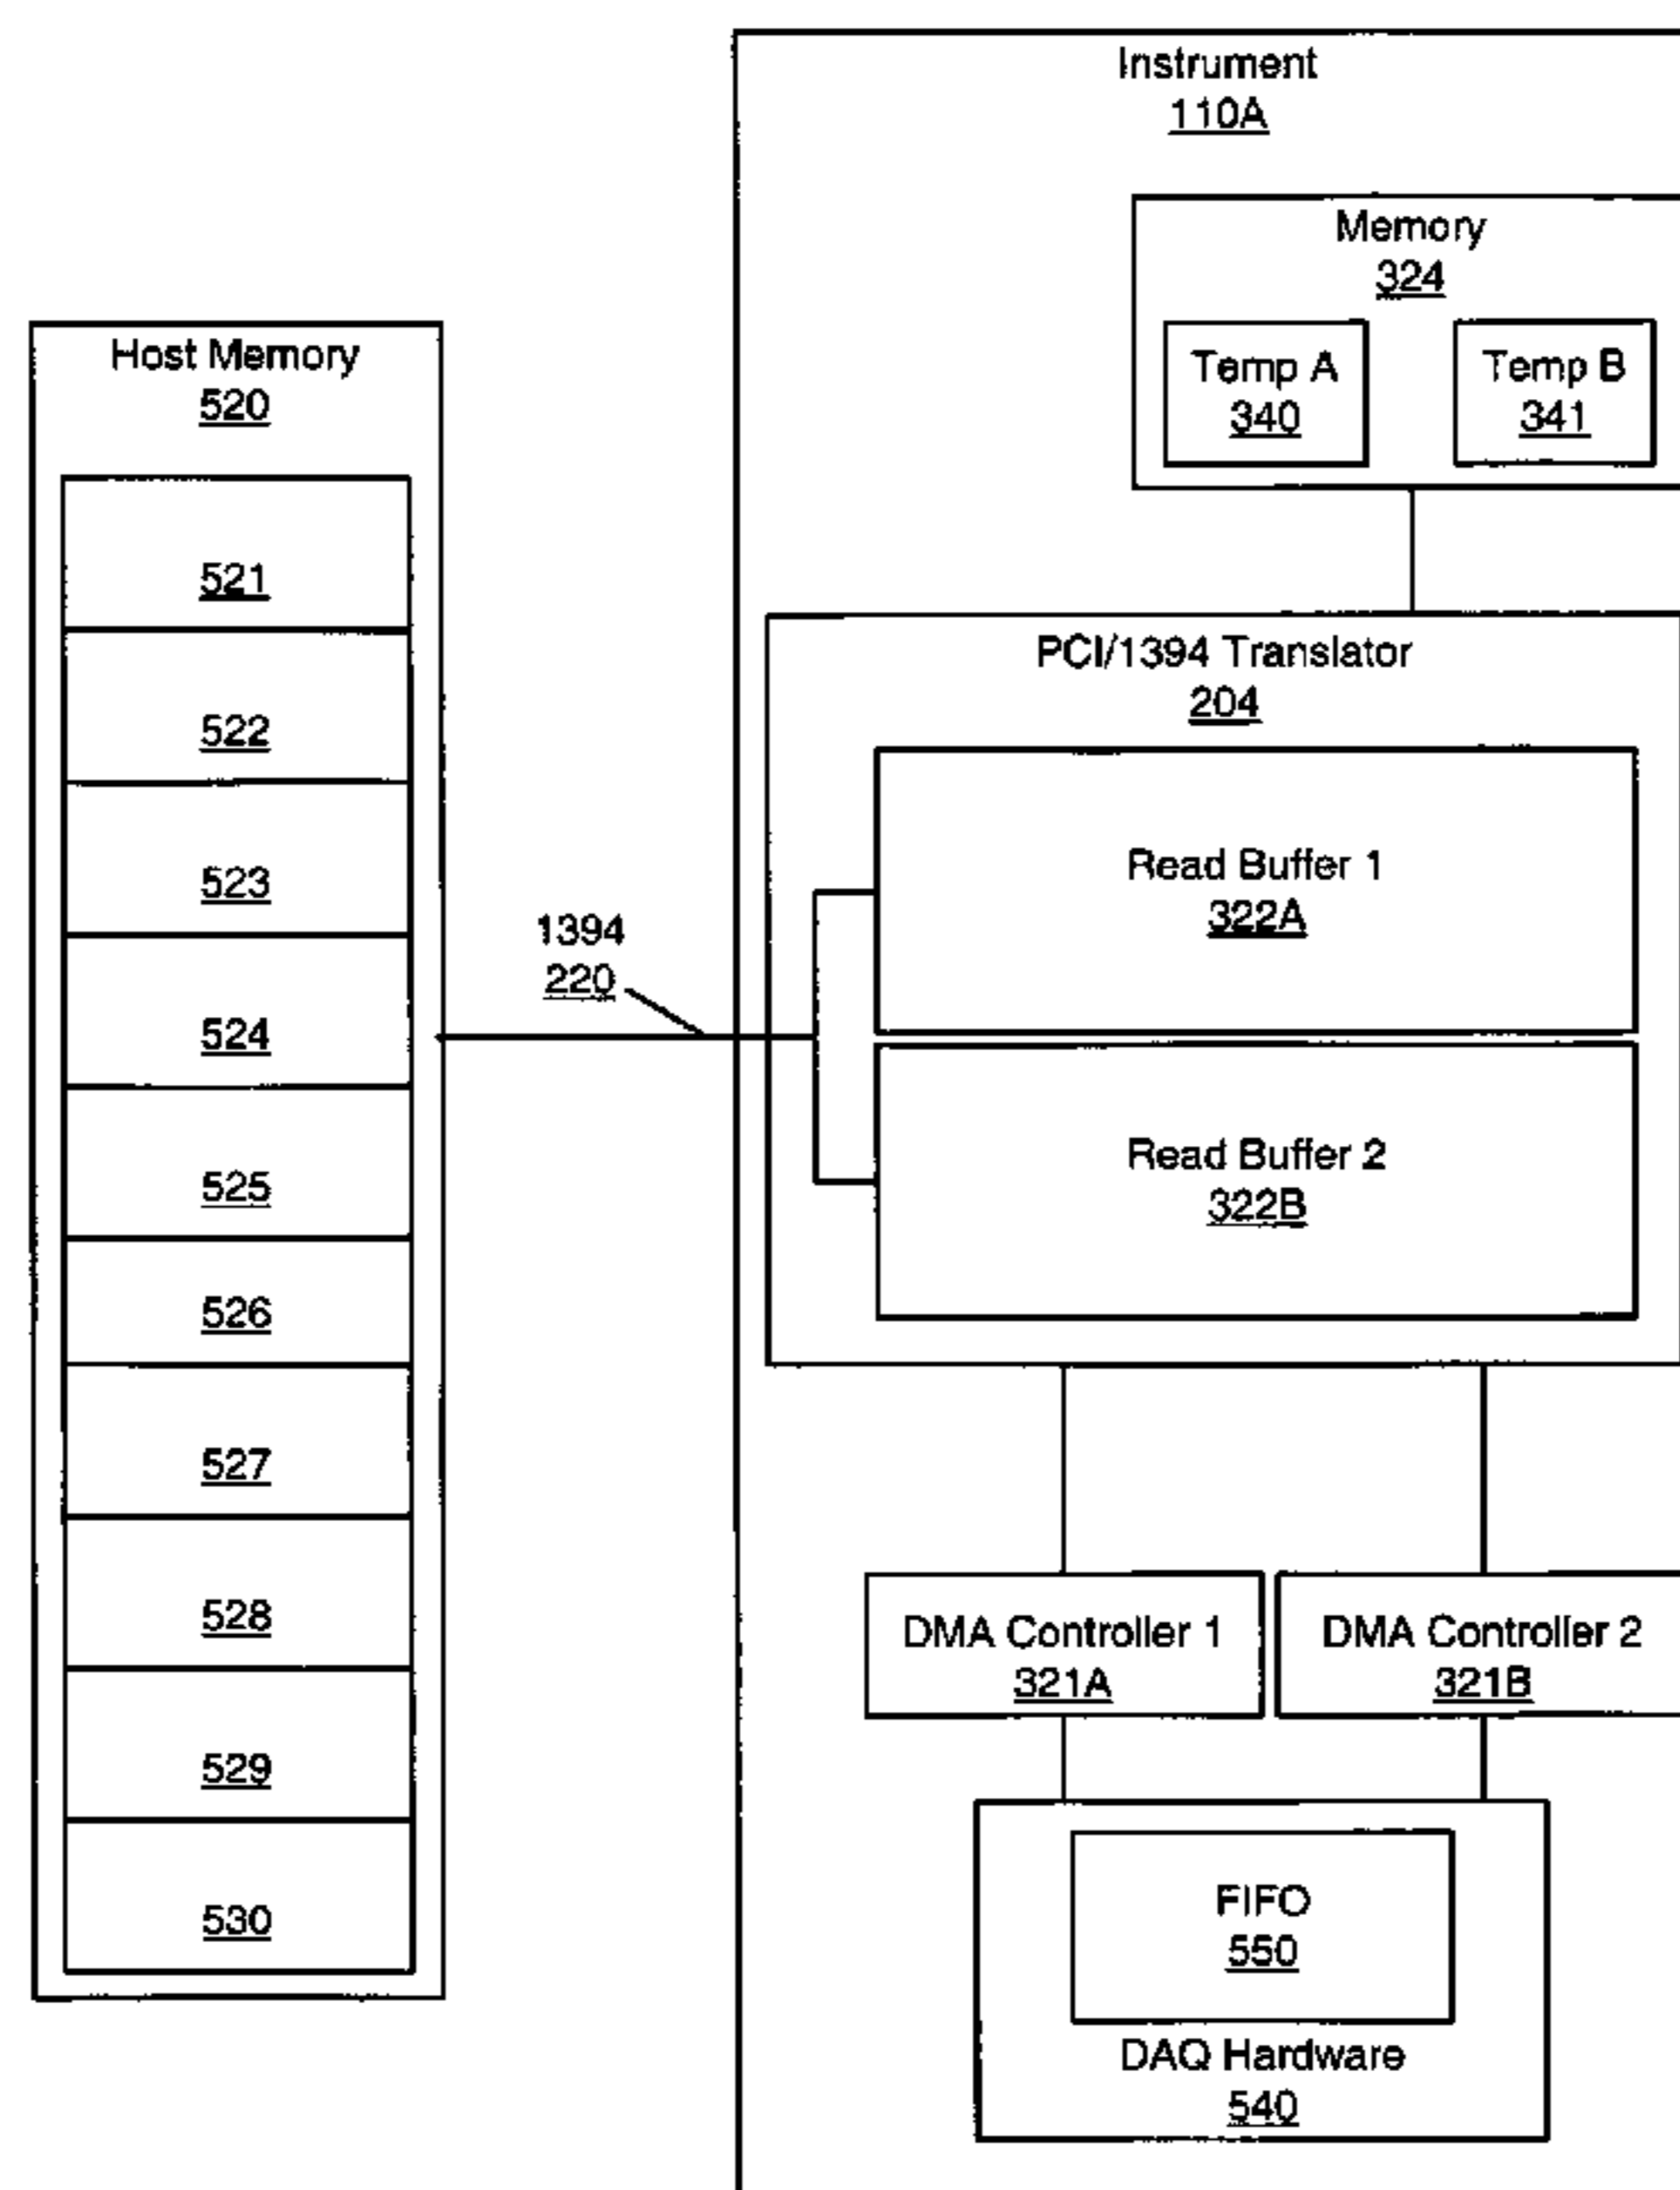 Instrument
110A
Memory
324
Temp A
340
Temp B
341
Host Memory
520
521
522
523
524
525
526
527
528
529
530
1394
220
PCI/1394 Translator
204
Read Buffer 1
322A
Read Buffer 2
322B
DMA Controller 1
321A
DMA Controller 2
321B
FIFO
550
DAQ Hardware
540